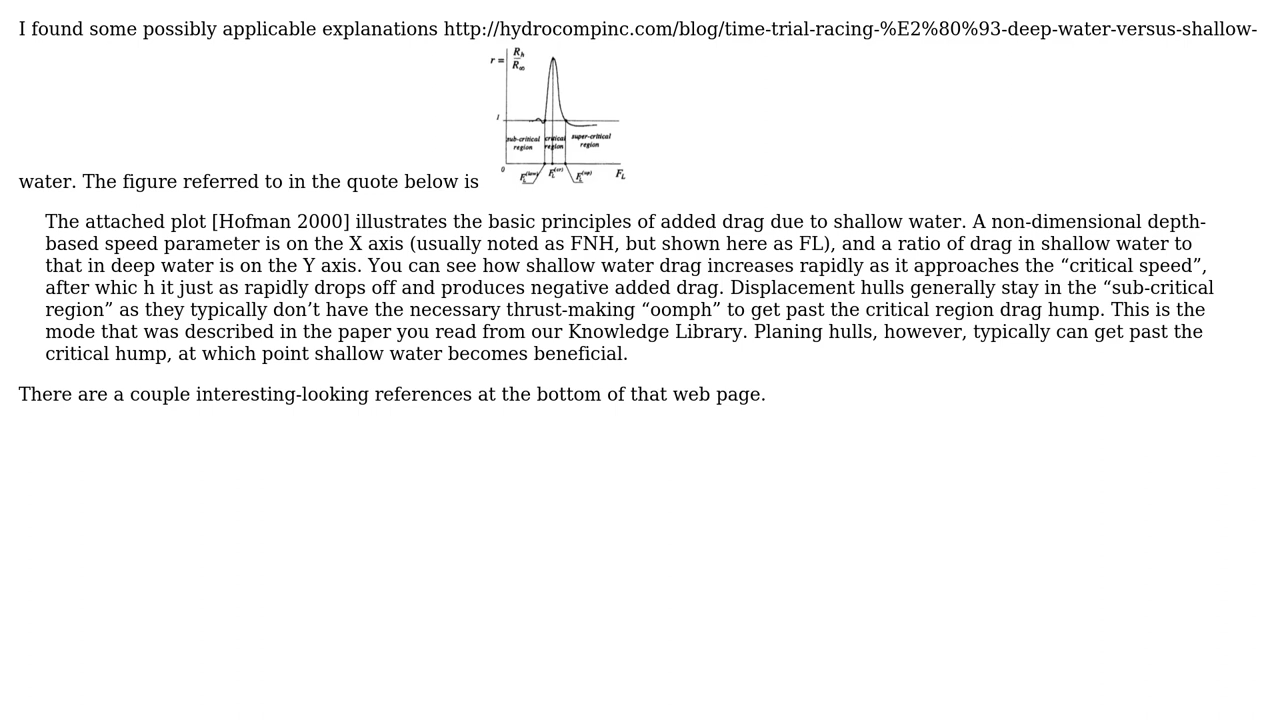 I found some possibly applicable explanations http://hydrocompinc.com/blog/time-trial-racing-%E2%80%93-deep-water-versus-shallow-
r = Rh / R∞
1
sub-critical region
critical region
super-critical region
0
FL
water. The figure referred to in the quote below is
The attached plot [Hofman 2000] illustrates the basic principles of added drag due to shallow water. A non-dimensional depth-
based speed parameter is on the X axis (usually noted as FNH, but shown here as FL), and a ratio of drag in shallow water to
that in deep water is on the Y axis. You can see how shallow water drag increases rapidly as it approaches the “critical speed”,
after whic h it just as rapidly drops off and produces negative added drag. Displacement hulls generally stay in the “sub-critical
region” as they typically don’t have the necessary thrust-making “oomph” to get past the critical region drag hump. This is the
mode that was described in the paper you read from our Knowledge Library. Planing hulls, however, typically can get past the
critical hump, at which point shallow water becomes beneficial.
There are a couple interesting-looking references at the bottom of that web page.